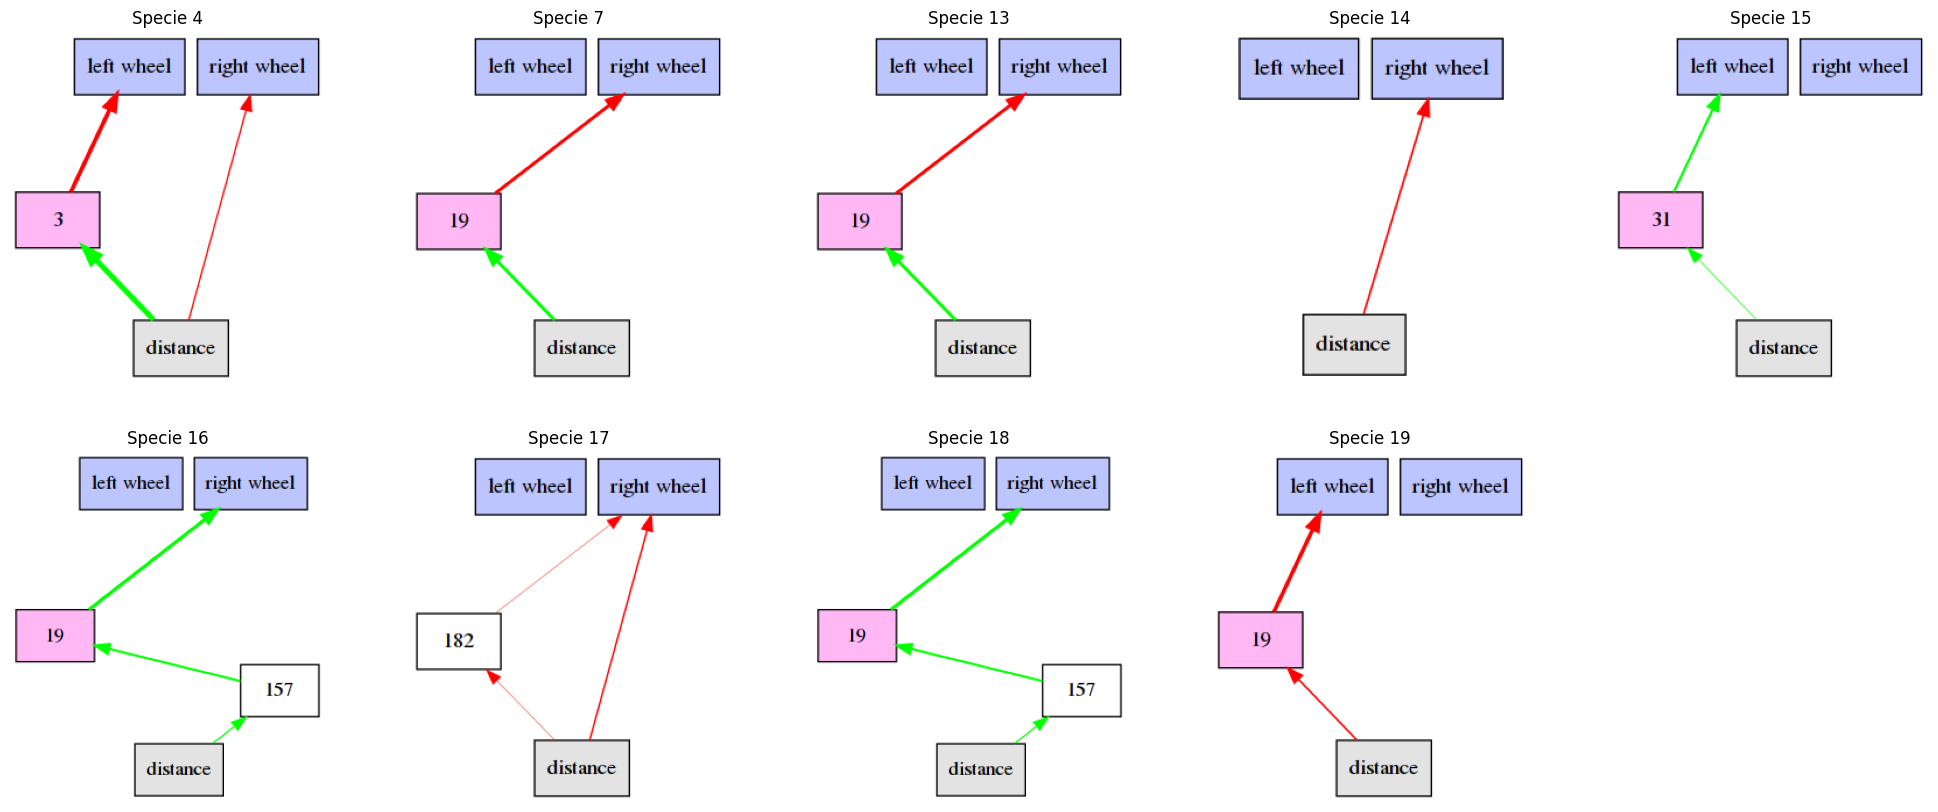 Specie 4
left wheel
right wheel
3
distance
Specie 7
left wheel
right wheel
19
distance
Specie 13
left wheel
right wheel
19
distance
Specie 14
left wheel
right wheel
distance
Specie 15
left wheel
right wheel
31
distance
Specie 16
left wheel
right wheel
19
157
distance
Specie 17
left wheel
right wheel
182
distance
Specie 18
left wheel
right wheel
19
157
distance
Specie 19
left wheel
right wheel
19
distance